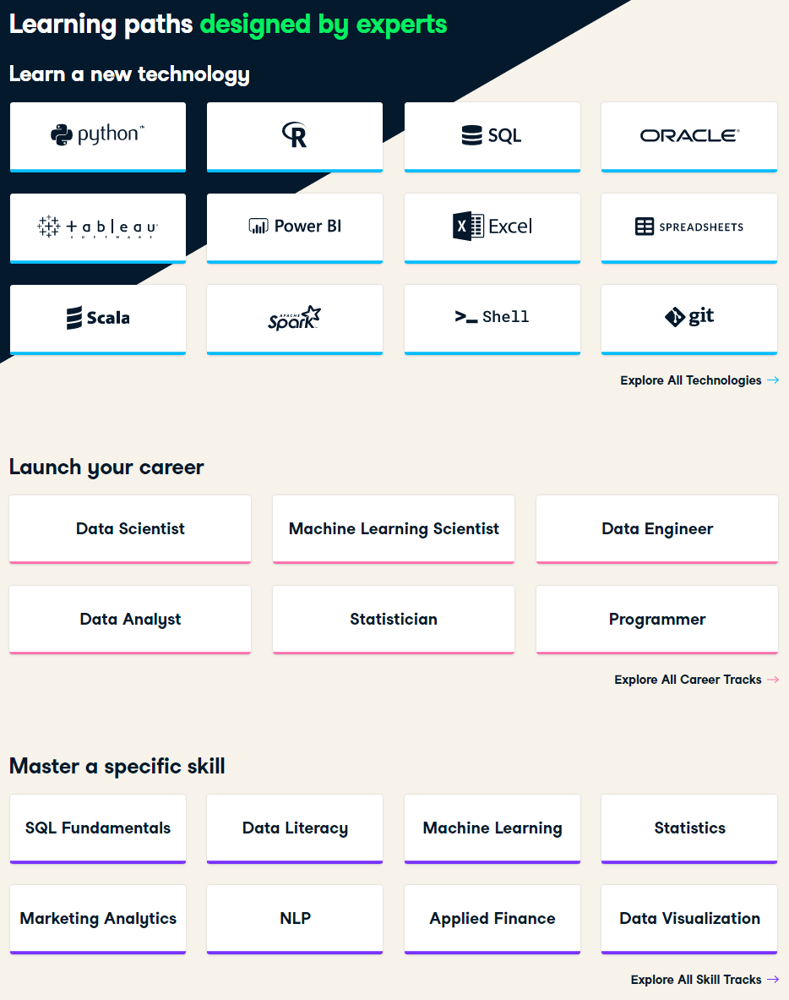 Learning paths designed by experts
Learn a new technology
python™
R
SQL
ORACLE®
+ableau®
SOFTWARE
Power BI
X Excel
SPREADSHEETS
Scala
APACHE
Spark™
>_ Shell
git
Explore All Technologies →
Launch your career
Data Scientist
Machine Learning Scientist
Data Engineer
Data Analyst
Statistician
Programmer
Explore All Career Tracks →
Master a specific skill
SQL Fundamentals
Data Literacy
Machine Learning
Statistics
Marketing Analytics
NLP
Applied Finance
Data Visualization
Explore All Skill Tracks →